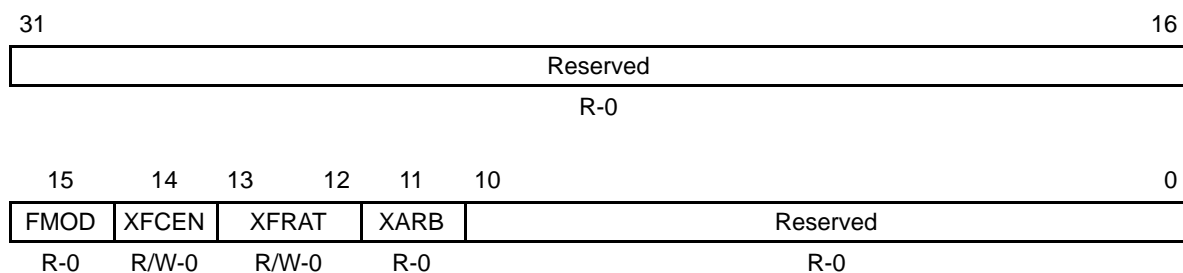 31 16
Reserved
R-0
15 14 13 12 11 10 0
FMOD XFCEN XFRAT XARB Reserved
R-0 R/W-0 R/W-0 R-0 R-0